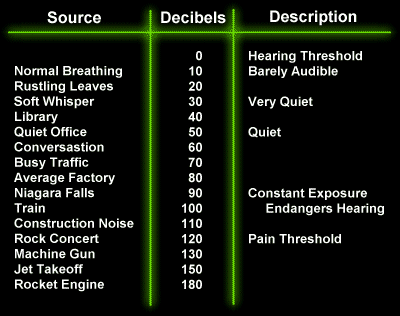 Source Decibels Description
0 Hearing Threshold
Normal Breathing 10 Barely Audible
Rustling Leaves 20
Soft Whisper 30 Very Quiet
Library 40
Quiet Office 50 Quiet
Conversastion 60
Busy Traffic 70
Average Factory 80
Niagara Falls 90 Constant Exposure
Train 100 Endangers Hearing
Construction Noise 110
Rock Concert 120 Pain Threshold
Machine Gun 130
Jet Takeoff 150
Rocket Engine 180